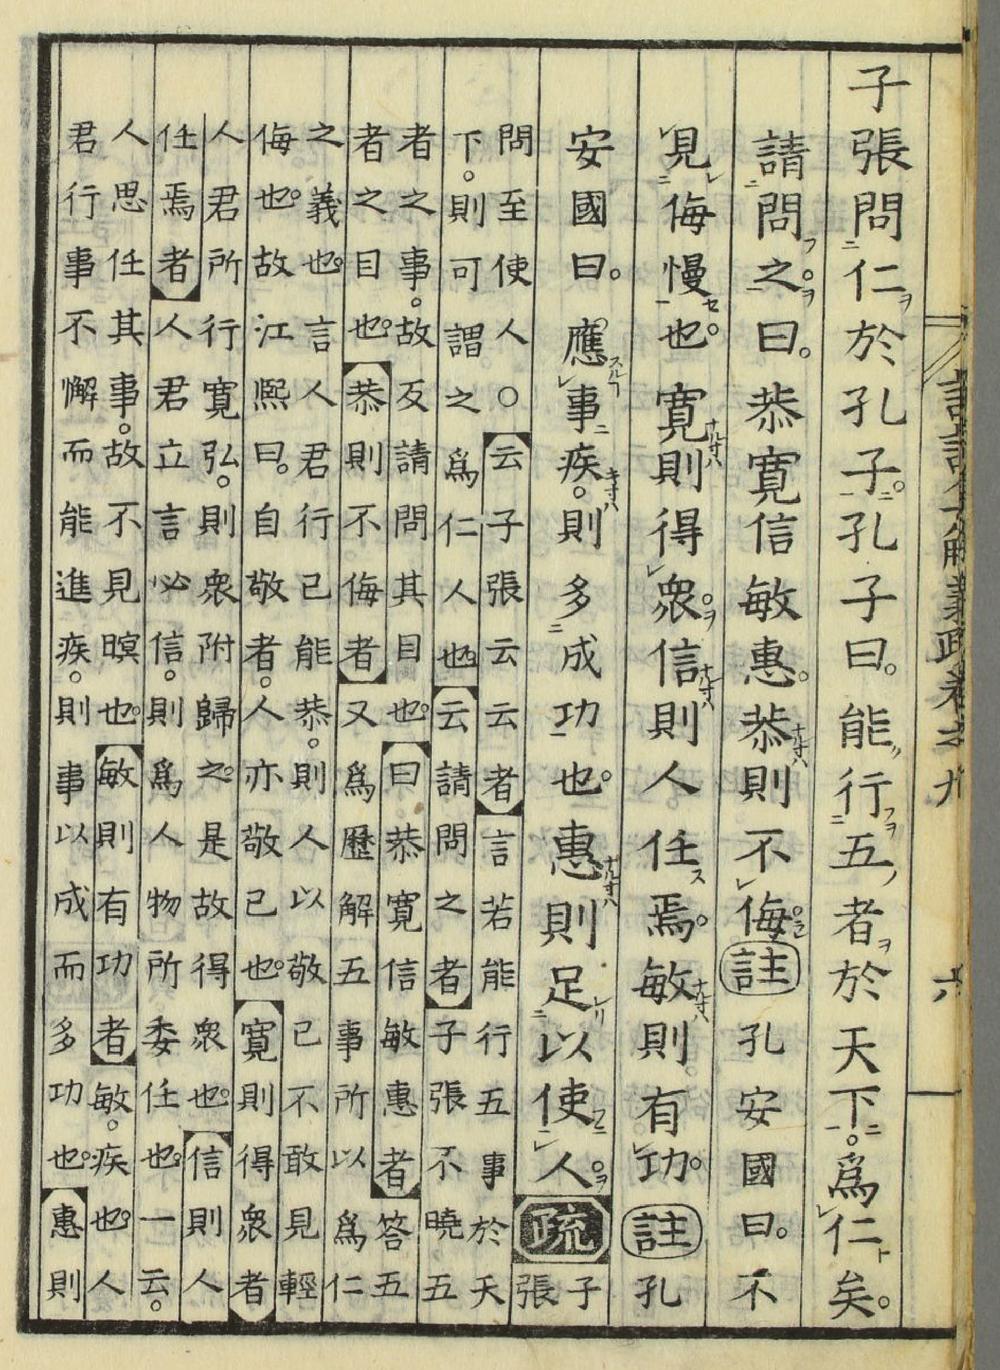 子張問仁於孔子。孔子曰。能行五者於天下。爲仁矣。
請問之。曰。恭寬信敏惠。恭則不侮。註孔安國曰。不
見侮慢也。寬則得衆。信則人任焉。敏則有功。註孔
安國曰。應事疾。則多成功也。惠則足以使人。疏子張
問至使人○云子張云云者言若能行五事於天
下。則可謂之爲仁人也云請問之者子張不曉五
者之事。故反請問其目也。曰恭寬信敏惠者答五
者之目也。恭則不侮者又爲歷解五事所以爲仁
之義也。言人君行己能恭。則人以敬己不敢見輕
侮也。故江熙曰。自敬者。人亦敬己也。寬則得衆者
人君所行寬弘。則衆附歸之。是故得衆也。信則人
任焉者人君立言必信。則爲人物所委任也。一云。
人思任其事。故不見暝也。敏則有功者敏。疾也。人
君行事不懈而能進疾。則事以成而多功也。惠則